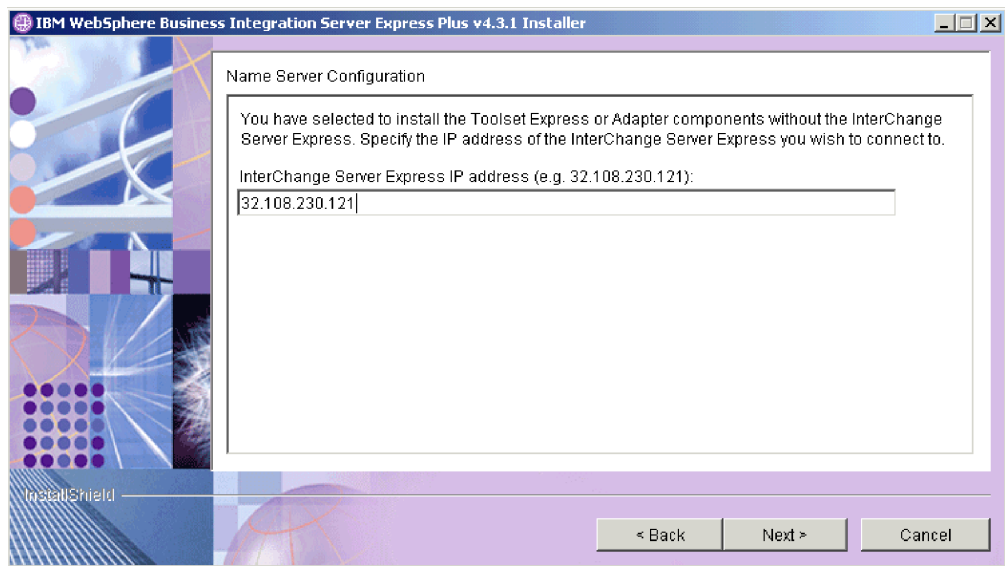 IBM WebSphere Business Integration Server Express Plus v4.3.1 Installer
Name Server Configuration
You have selected to install the Toolset Express or Adapter components without the InterChange
Server Express. Specify the IP address of the InterChange Server Express you wish to connect to.
InterChange Server Express IP address (e.g. 32.108.230.121):
32.108.230.121
InstallShield
< Back
Next >
Cancel